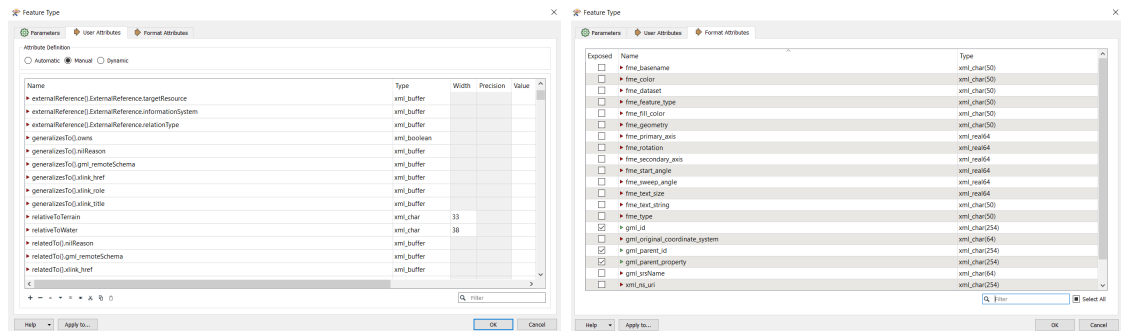 Feature Type
Parameters User Attributes Format Attributes
Attribute Definition
Automatic Manual Dynamic
Name Type Width Precision Value
externalReference{}.ExternalReference.targetResource xml_buffer
externalReference{}.ExternalReference.informationSystem xml_buffer
externalReference{}.ExternalReference.relationType xml_buffer
generalizesTo{}.owns xml_boolean
generalizesTo{}.nilReason xml_buffer
generalizesTo{}.gml_remoteSchema xml_buffer
generalizesTo{}.xlink_href xml_buffer
generalizesTo{}.xlink_role xml_buffer
generalizesTo{}.xlink_title xml_buffer
relativeToTerrain xml_char 33
relativeToWater xml_char 38
relatedTo{}.nilReason xml_buffer
relatedTo{}.gml_remoteSchema xml_buffer
relatedTo{}.xlink_href xml_buffer
Filter
Help Apply to... OK Cancel
Feature Type
Parameters User Attributes Format Attributes
Exposed Name Type
fme_basename xml_char(50)
fme_color xml_char(50)
fme_dataset xml_char(50)
fme_feature_type xml_char(50)
fme_fill_color xml_char(50)
fme_geometry xml_char(50)
fme_primary_axis xml_real64
fme_rotation xml_real64
fme_secondary_axis xml_real64
fme_start_angle xml_real64
fme_sweep_angle xml_real64
fme_text_size xml_real64
fme_text_string xml_char(50)
fme_type xml_char(50)
gml_id xml_char(254)
gml_original_coordinate_system xml_char(64)
gml_parent_id xml_char(254)
gml_parent_property xml_char(254)
gml_srsName xml_char(64)
xml_ns_uri xml_char(254)
Filter Select All
Help Apply to... OK Cancel